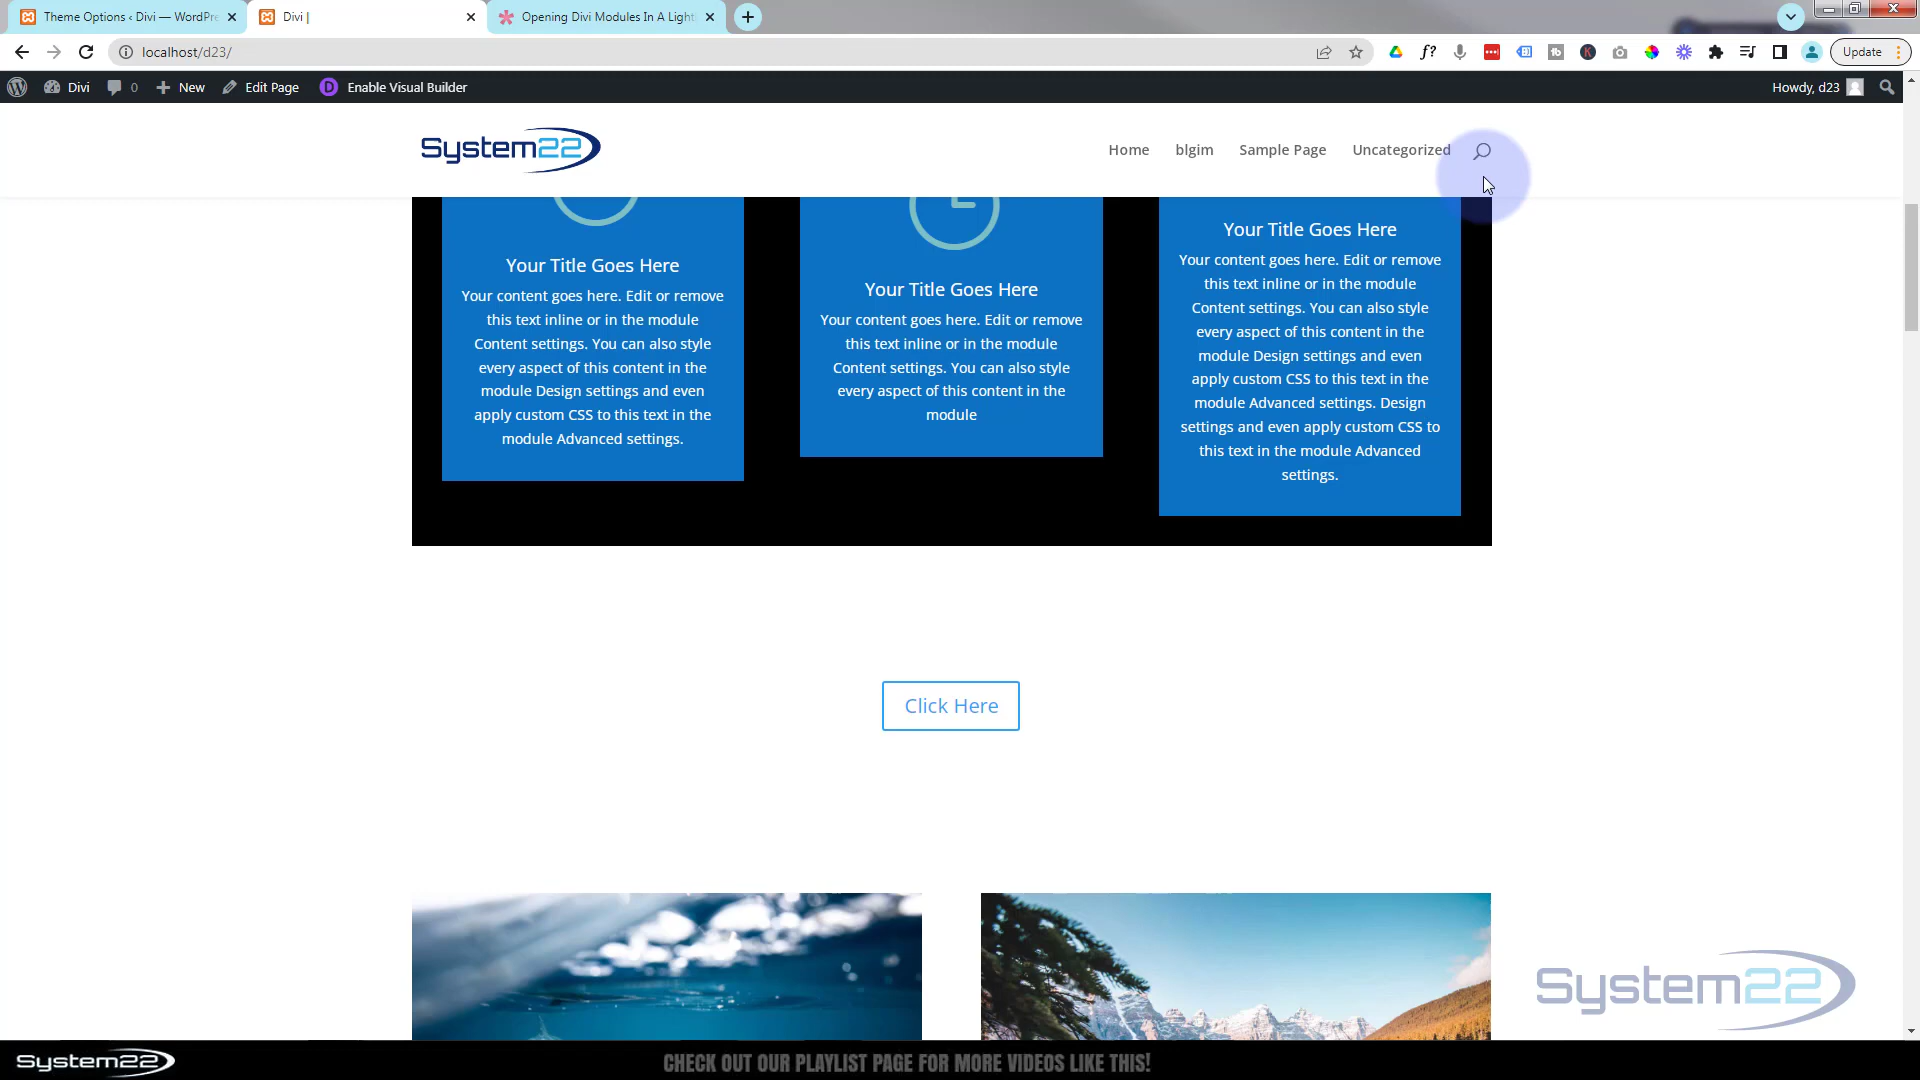 Theme Options ‹ Divi — WordPre
Divi |
Opening Divi Modules In A Light
localhost/d23/
Update
Divi
0
New
Edit Page
Enable Visual Builder
Howdy, d23
System22
Home
blgim
Sample Page
Uncategorized
Your Title Goes Here
Your content goes here. Edit or remove
this text inline or in the module
Content settings. You can also style
every aspect of this content in the
module Design settings and even
apply custom CSS to this text in the
module Advanced settings.
Your Title Goes Here
Your content goes here. Edit or remove
this text inline or in the module
Content settings. You can also style
every aspect of this content in the
module
Your Title Goes Here
Your content goes here. Edit or remove
this text inline or in the module
Content settings. You can also style
every aspect of this content in the
module Design settings and even
apply custom CSS to this text in the
module Advanced settings. Design
settings and even apply custom CSS to
this text in the module Advanced
settings.
Click Here
System22
System22
CHECK OUT OUR PLAYLIST PAGE FOR MORE VIDEOS LIKE THIS!